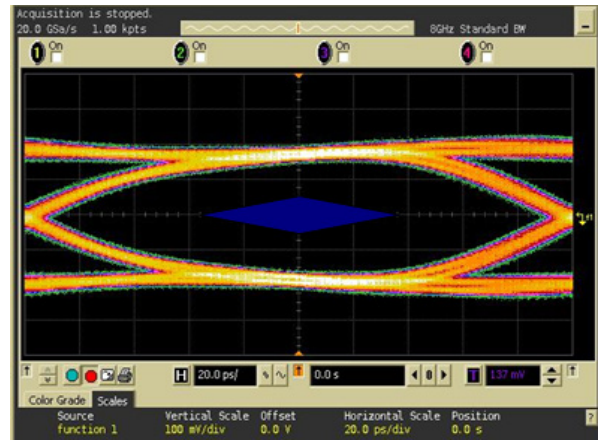 Acquisition is stopped.
20.0 GSa/s 1.00 kpts 8GHz Standard BW
1 On 2 On 3 On 4 On
f1
H 20.0 ps/ 0.0 s 0 T 137 mV
Color Grade Scales
Source Vertical Scale Offset Horizontal Scale Position ?
function 1 100 mV/div 0.0 V 20.0 ps/div 0.0 s